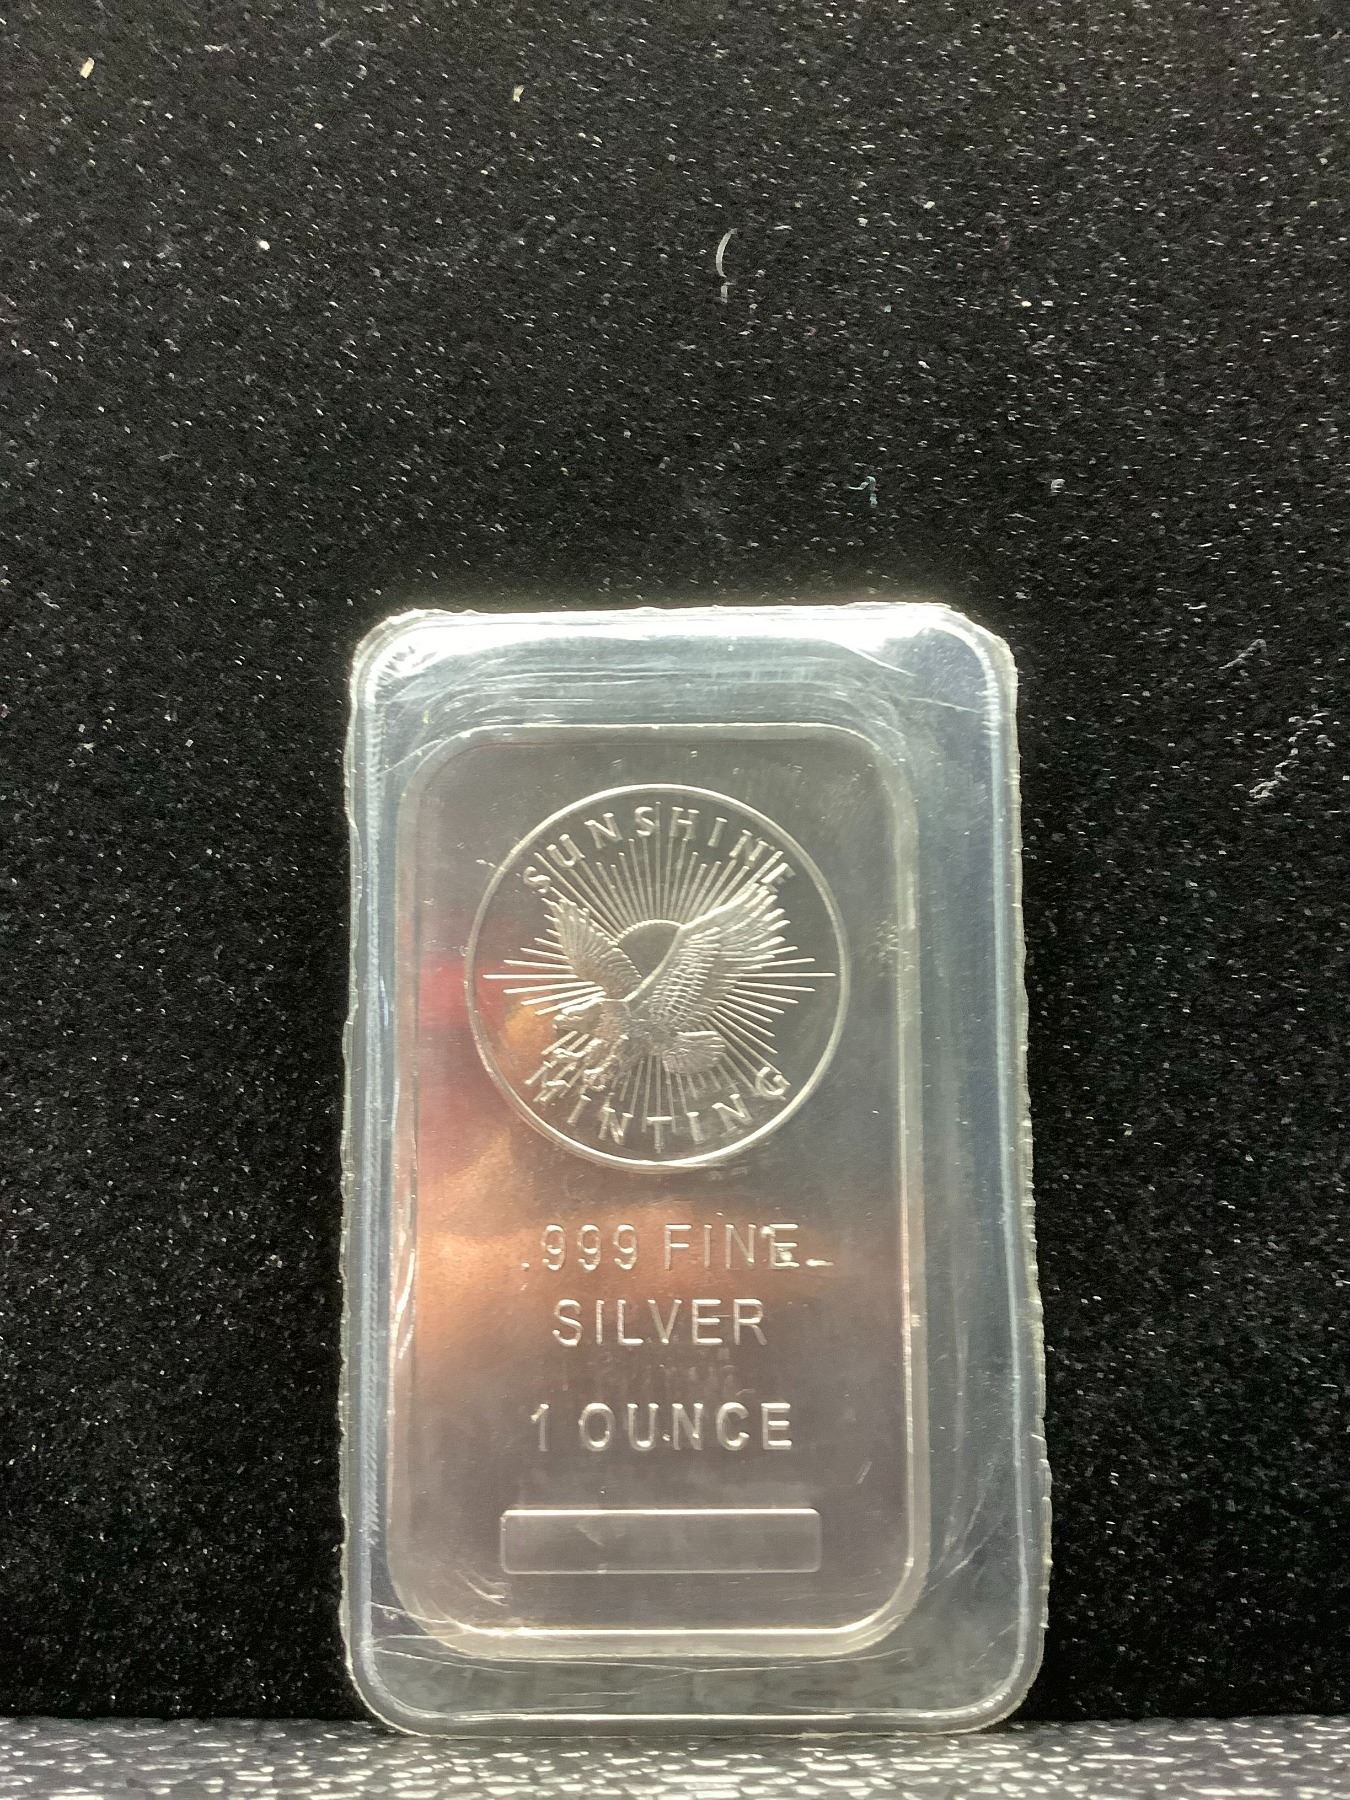 SUNSHINE
MINTING
.999 FINE
SILVER
1 OUNCE